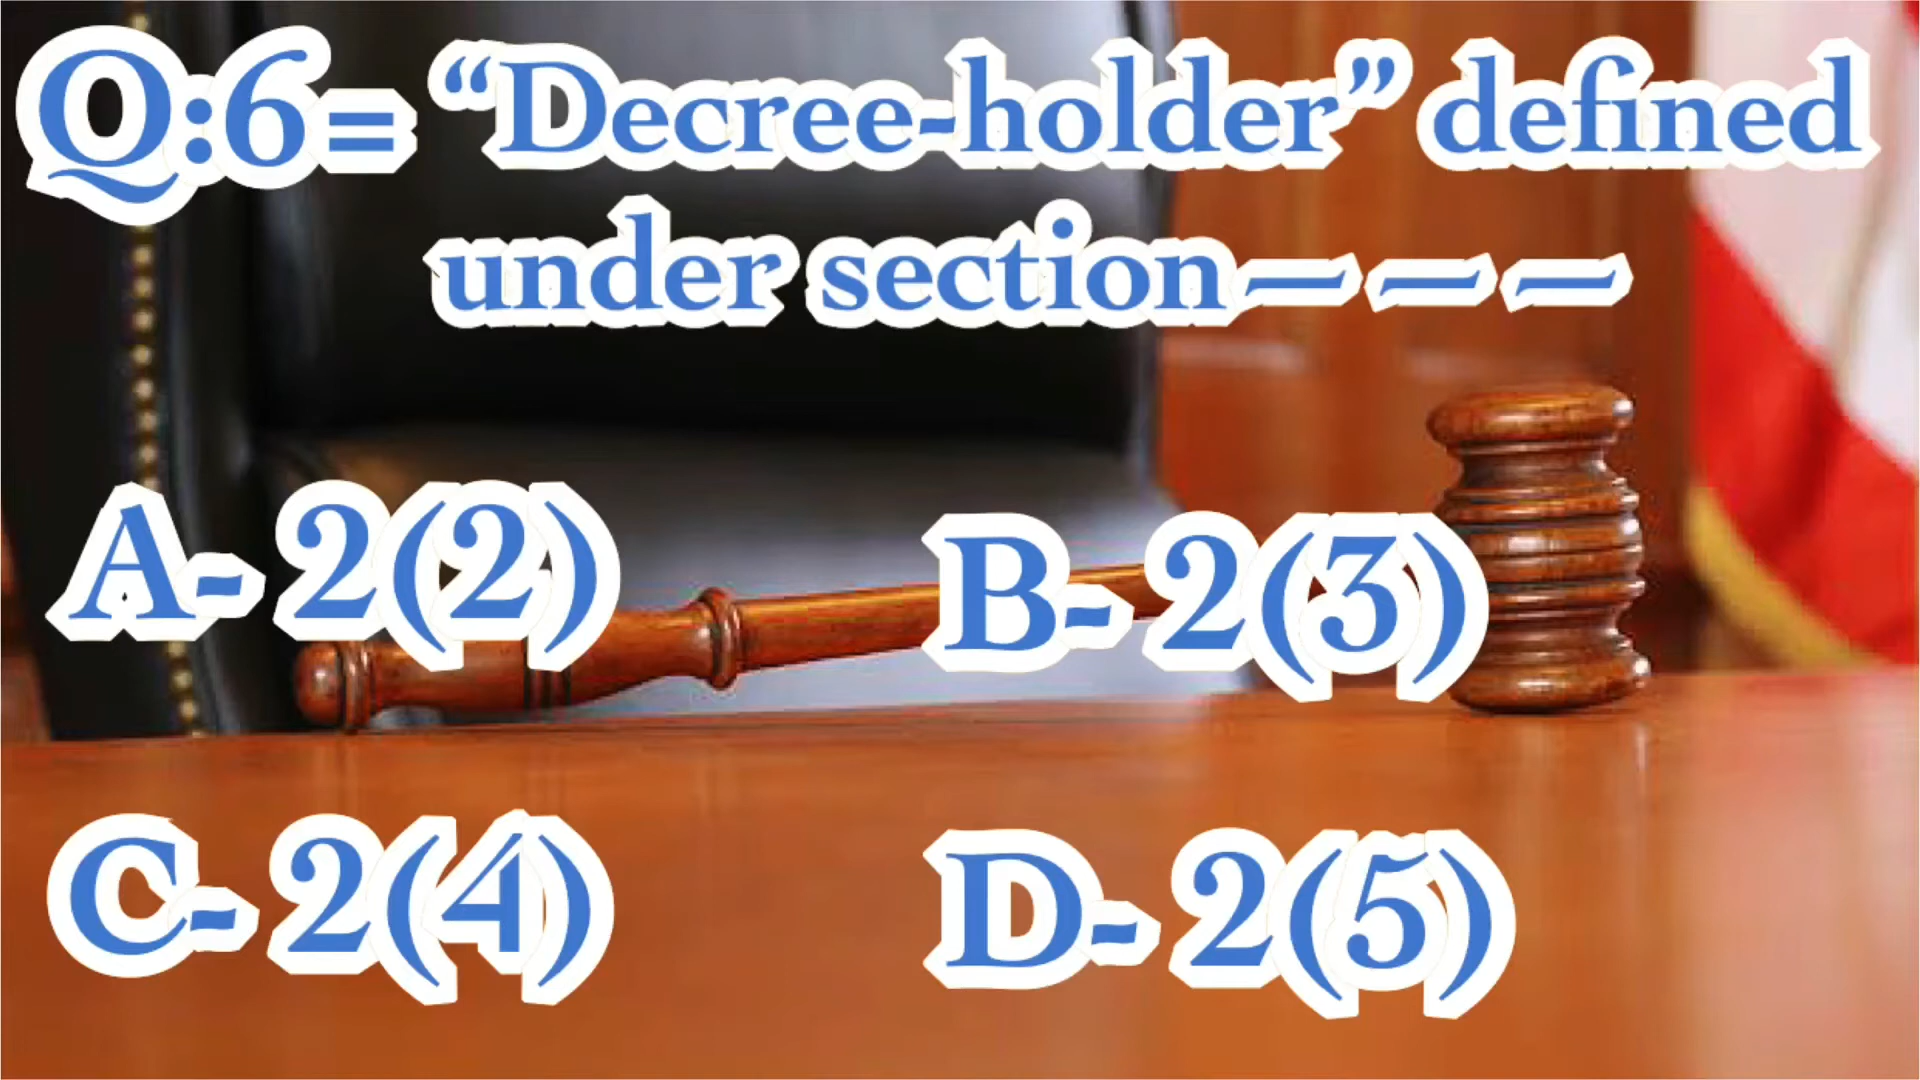 Q:6= “Decree-holder” defined
under section— — —
A- 2(2)
B- 2(3)
C- 2(4)
D- 2(5)